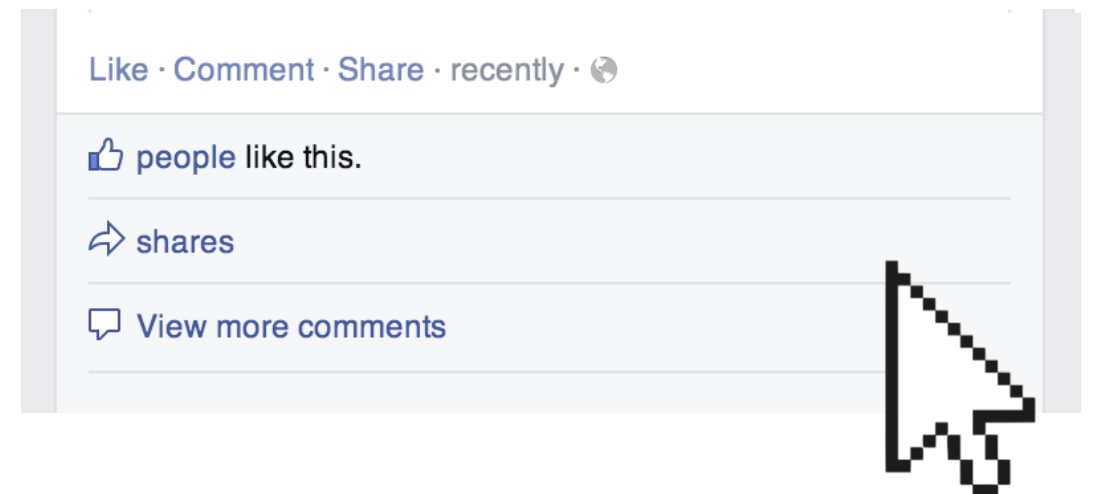 Like · Comment · Share · recently ·
people like this.
shares
View more comments